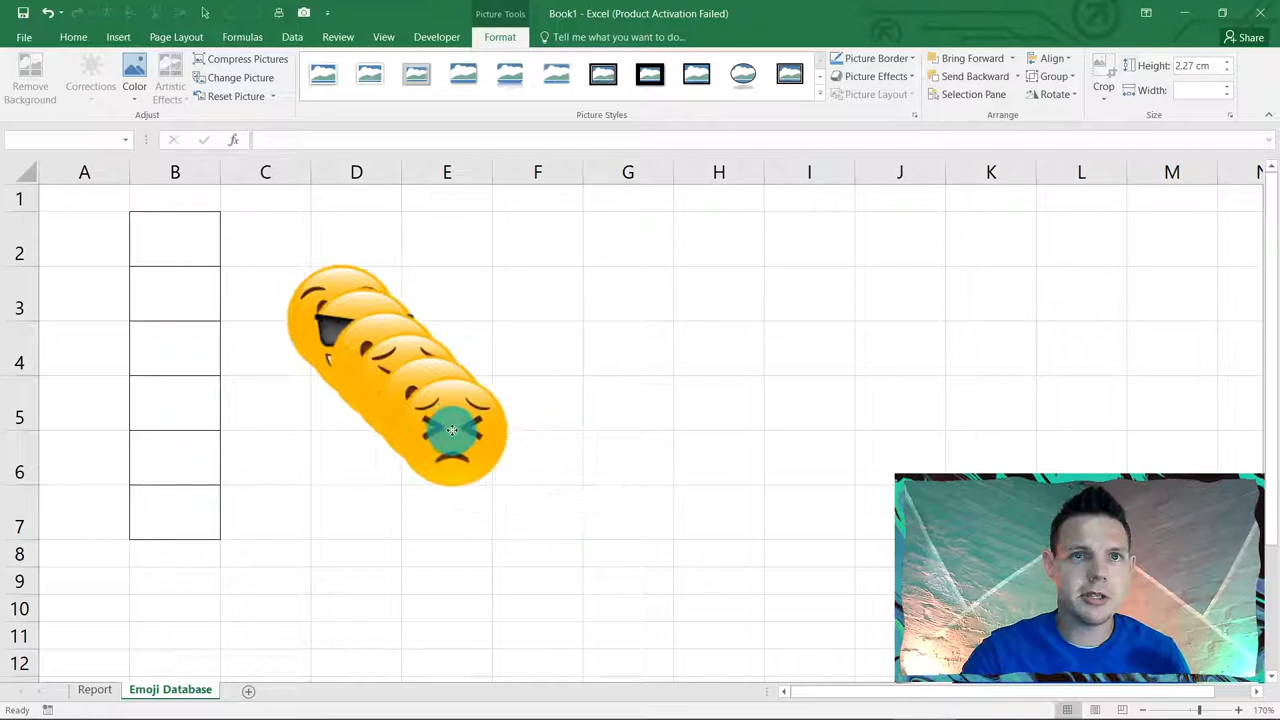 Picture Tools
Book1 - Excel (Product Activation Failed)
File Home Insert Page Layout Formulas Data Review View Developer Format Tell me what you want to do... Share
Remove Background
Corrections
Color
Artistic Effects
Compress Pictures
Change Picture
Reset Picture
Adjust
Picture Styles
Picture Border
Picture Effects
Picture Layout
Bring Forward
Send Backward
Selection Pane
Align
Group
Rotate
Arrange
Crop
Height: 2.27 cm
Width:
Size
fx
A B C D E F G H I J K L M
1
2
3
4
5
6
7
8
9
10
11
12
Report Emoji Database
Ready
170%